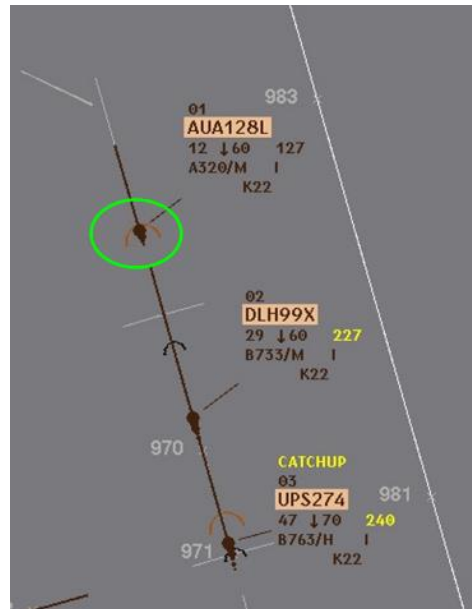 983
01
AUA128L
12 ↓60 127
A320/M I
K22
02
DLH99X
29 ↓60 227
B733/M I
K22
970
CATCHUP
03
UPS274
981
47 ↓70 240
971
B763/H I
K22